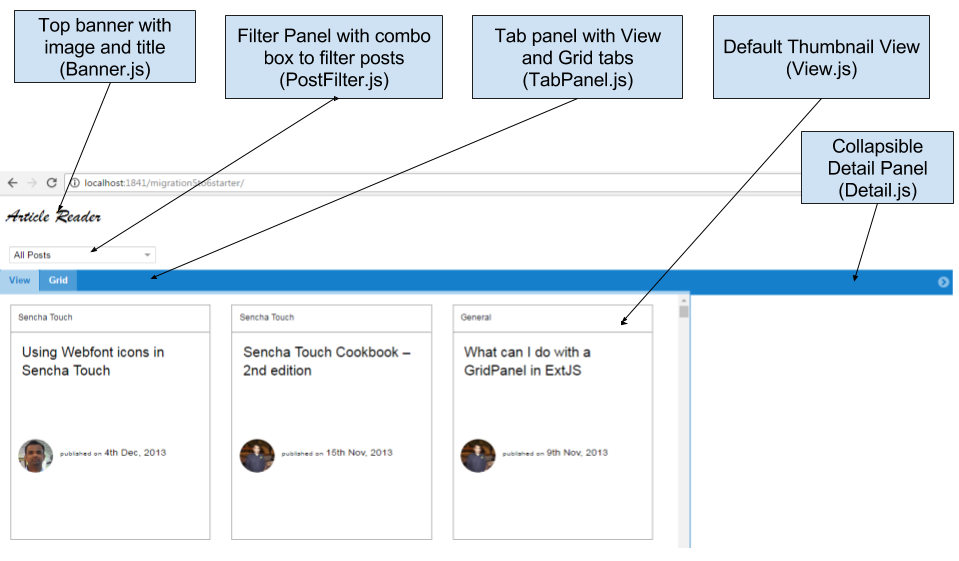 Top banner with
image and title
(Banner.js)
Filter Panel with combo
box to filter posts
(PostFilter.js)
Tab panel with View
and Grid tabs
(TabPanel.js)
Default Thumbnail View
(View.js)
Collapsible
Detail Panel
(Detail.js)
localhost:1841/migration5to6starter/
Article Reader
All Posts
View Grid
Sencha Touch
Using Webfont icons in
Sencha Touch
published on 4th Dec, 2013
Sencha Touch
Sencha Touch Cookbook –
2nd edition
published on 15th Nov, 2013
General
What can I do with a
GridPanel in ExtJS
published on 9th Nov, 2013